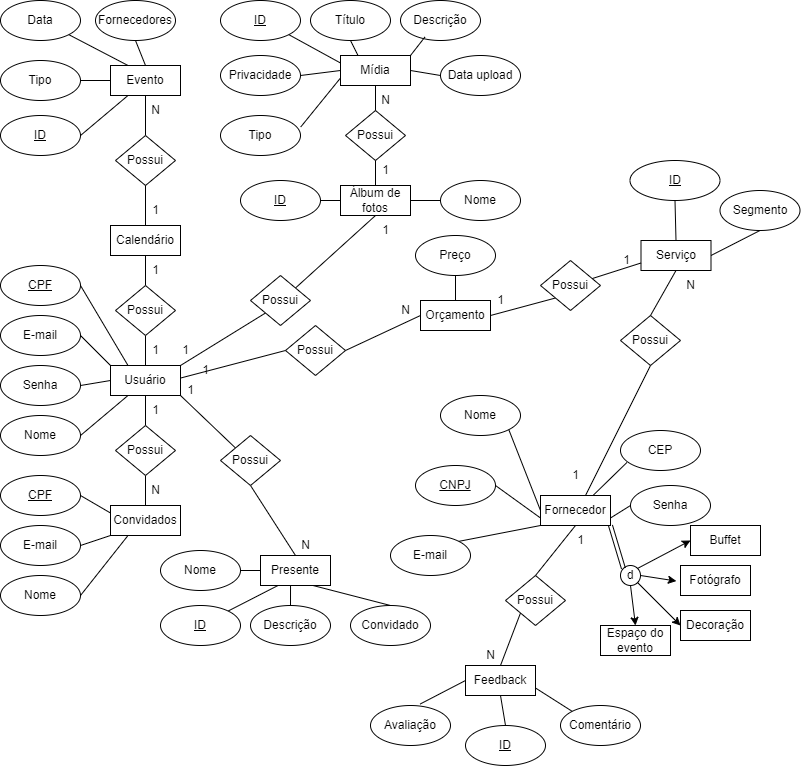 Data
Fornecedores
ID
Título
Descrição
Tipo
Evento
Privacidade
Mídia
Data upload
N
N
ID
Tipo
Possui
Possui
1
1
ID
Álbum de
fotos
Nome
ID
Segmento
Calendário
1
1
Preço
Serviço
1
CPF
Possui
Possui
Possui
N
N
1
Orçamento
E-mail
Possui
Possui
1
1
1
Senha
Usuário
1
1
Nome
Nome
CEP
Possui
Possui
1
CPF
N
CNPJ
Senha
Convidados
Fornecedor
E-mail
N
E-mail
1
Buffet
Nome
Nome
Presente
d
Fotógrafo
Possui
ID
Descrição
Convidado
Decoração
Espaço do
evento
N
Feedback
Avaliação
ID
Comentário